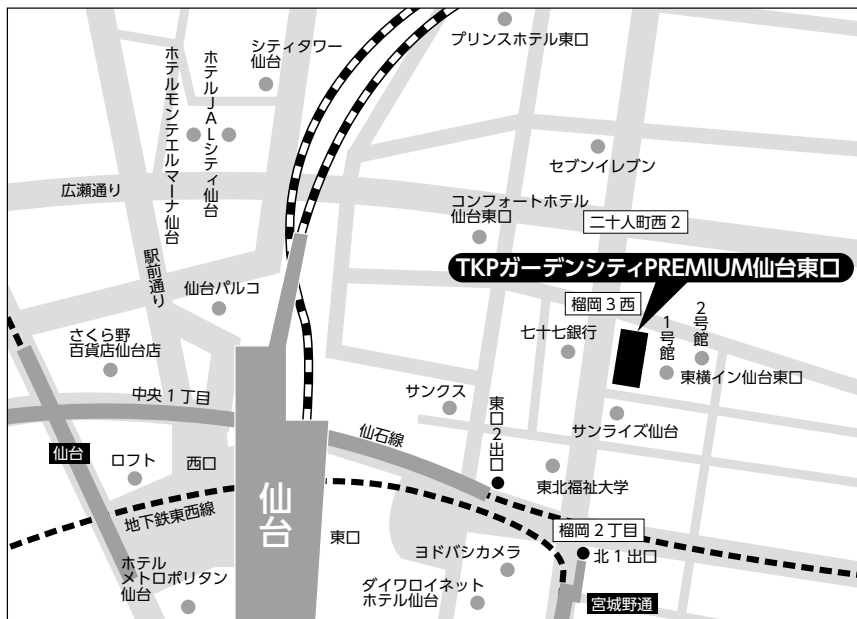 プリンスホテル東口
シティタワー
仙台
ホテルJALシティ仙台
ホテルモンテエルマーナ仙台
セブンイレブン
広瀬通り
コンフォートホテル
仙台東口
二十人町西2
TKPガーデンシティPREMIUM仙台東口
駅前通り
仙台パルコ
榴岡3西
さくら野
百貨店仙台店
七十七銀行
1号館
2号館
東横イン仙台東口
中央1丁目
サンクス
サンライズ仙台
仙石線
東口2出口
仙台
ロフト
西口
仙台
東北福祉大学
地下鉄東西線
東口
榴岡2丁目
ヨドバシカメラ
北1出口
ホテル
メトロポリタン
仙台
ダイワロイネット
ホテル仙台
宮城野通